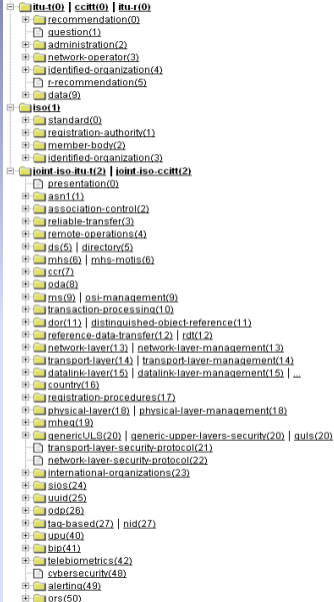 itu-t(0) | ccitt(0) | itu-r(0)
recommendation(0)
question(1)
administration(2)
network-operator(3)
identified-organization(4)
r-recommendation(5)
data(9)
iso(1)
standard(0)
registration-authority(1)
member-body(2)
identified-organization(3)
joint-iso-itu-t(2) | joint-iso-ccitt(2)
presentation(0)
asn1(1)
association-control(2)
reliable-transfer(3)
remote-operations(4)
ds(5) | directory(5)
mhs(6) | mhs-motis(6)
ccr(7)
oda(8)
ms(9) | osi-management(9)
transaction-processing(10)
dor(11) | distinguished-object-reference(11)
reference-data-transfer(12) | rdt(12)
network-layer(13) | network-layer-management(13)
transport-layer(14) | transport-layer-management(14)
datalink-layer(15) | datalink-layer-management(15) | ...
country(16)
registration-procedures(17)
physical-layer(18) | physical-layer-management(18)
mheg(19)
genericULS(20) | generic-upper-layers-security(20) | guls(20)
transport-layer-security-protocol(21)
network-layer-security-protocol(22)
international-organizations(23)
sios(24)
uuid(25)
odp(26)
tag-based(27) | nid(27)
upu(40)
bip(41)
telebiometrics(42)
cybersecurity(48)
alerting(49)
ors(50)